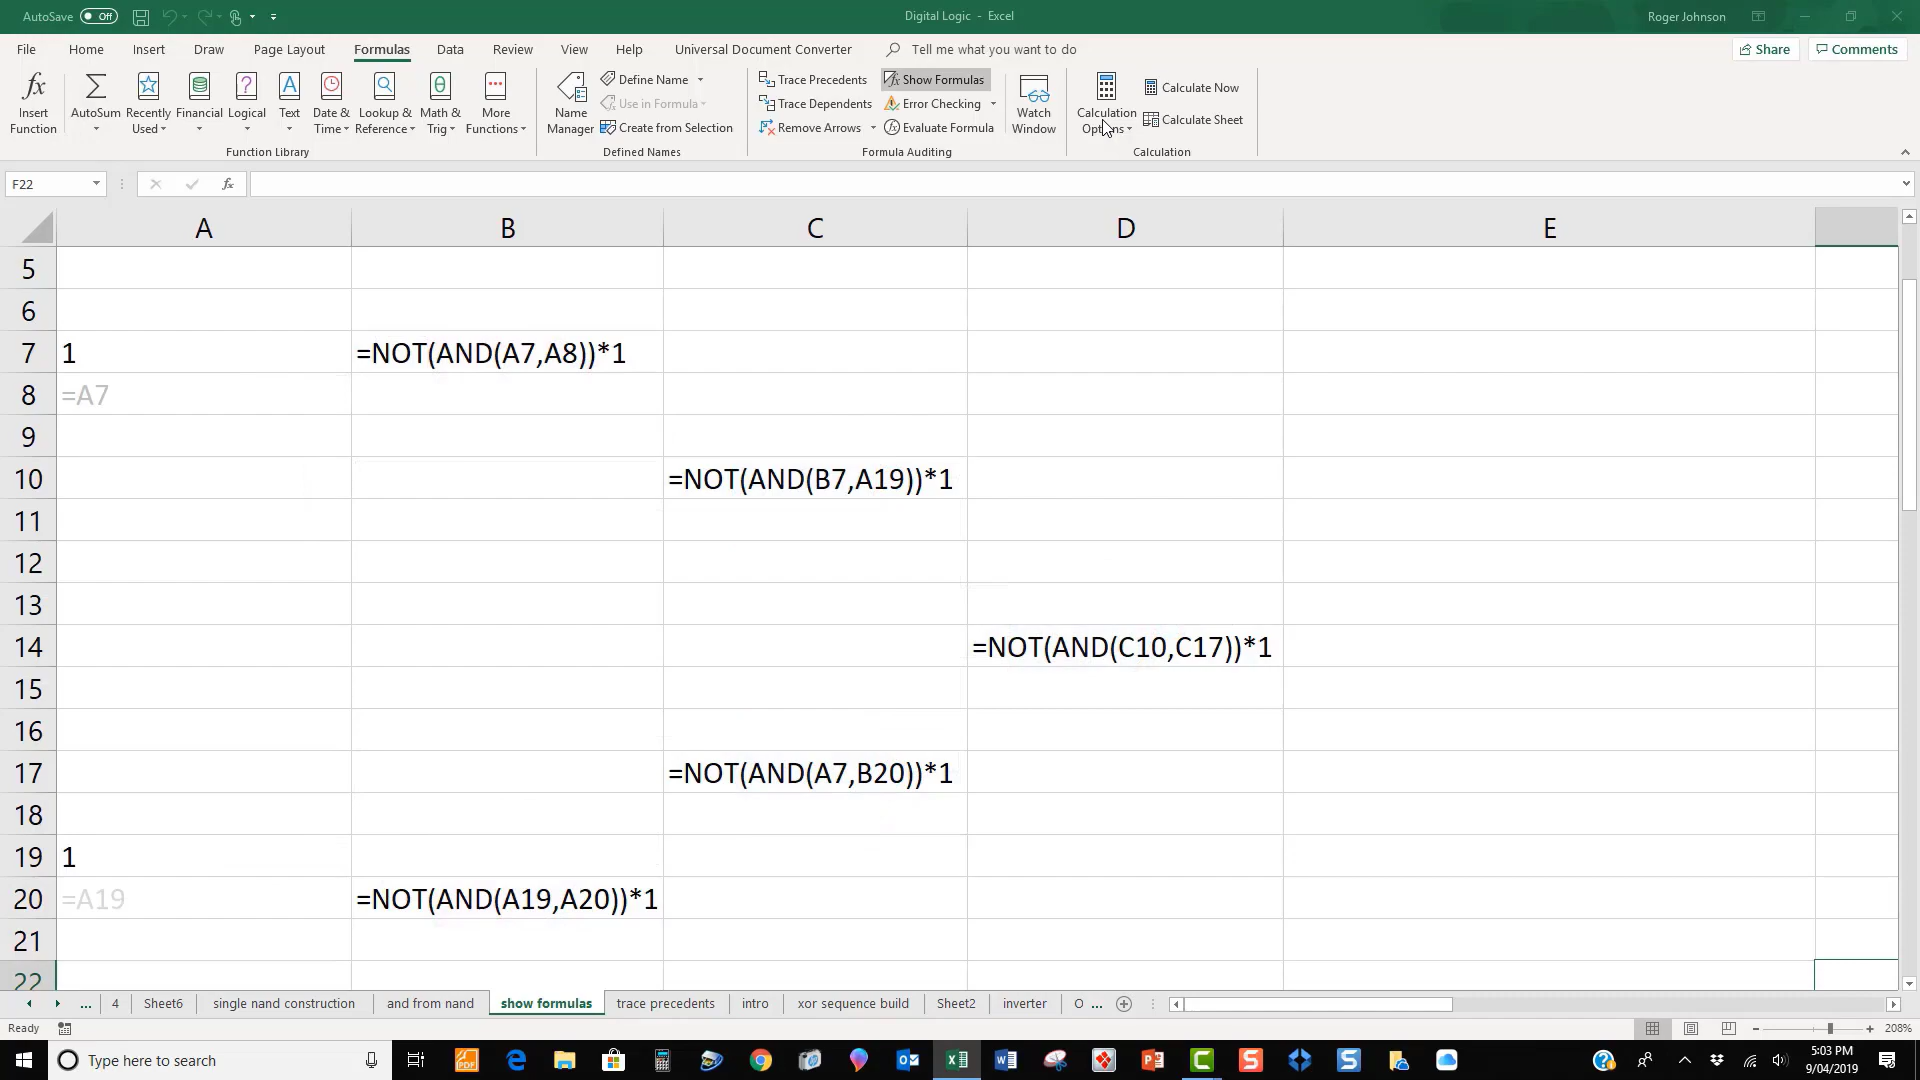 AutoSave Off
Digital Logic - Excel
Roger Johnson
File Home Insert Draw Page Layout Formulas Data Review View Help Universal Document Converter Tell me what you want to do Share Comments
Insert Function
AutoSum
Recently Used
Financial
Logical
Text
Date & Time
Lookup & Reference
Math & Trig
More Functions
Function Library
Name Manager
Define Name
Use in Formula
Create from Selection
Defined Names
Trace Precedents
Trace Dependents
Remove Arrows
Show Formulas
Error Checking
Evaluate Formula
Formula Auditing
Watch Window
Calculation Options
Calculate Now
Calculate Sheet
Calculation
F22
fx
A B C D E
5
6
7 1 =NOT(AND(A7,A8))*1
8 =A7
9
10 =NOT(AND(B7,A19))*1
11
12
13
14 =NOT(AND(C10,C17))*1
15
16
17 =NOT(AND(A7,B20))*1
18
19 1
20 =A19 =NOT(AND(A19,A20))*1
21
22
... 4 Sheet6 single nand construction and from nand show formulas trace precedents intro xor sequence build Sheet2 inverter O ...
Ready
208%
Type here to search
5:03 PM
9/04/2019